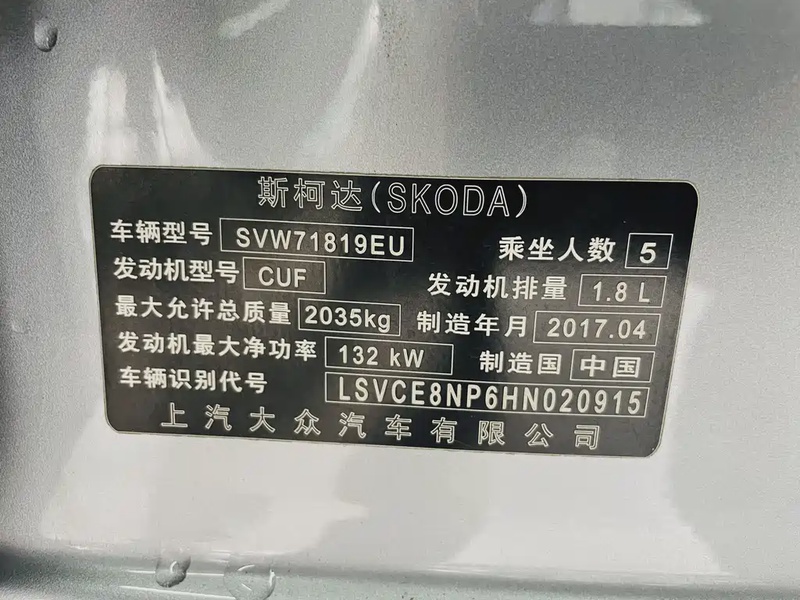 斯柯达(SKODA)
车辆型号 SVW71819EU 乘坐人数 5
发动机型号 CUF 发动机排量 1.8 L
最大允许总质量 2035kg 制造年月 2017.04
发动机最大净功率 132 kW 制造国 中国
车辆识别代号 LSVCE8NP6HN020915
上汽大众汽车有限公司